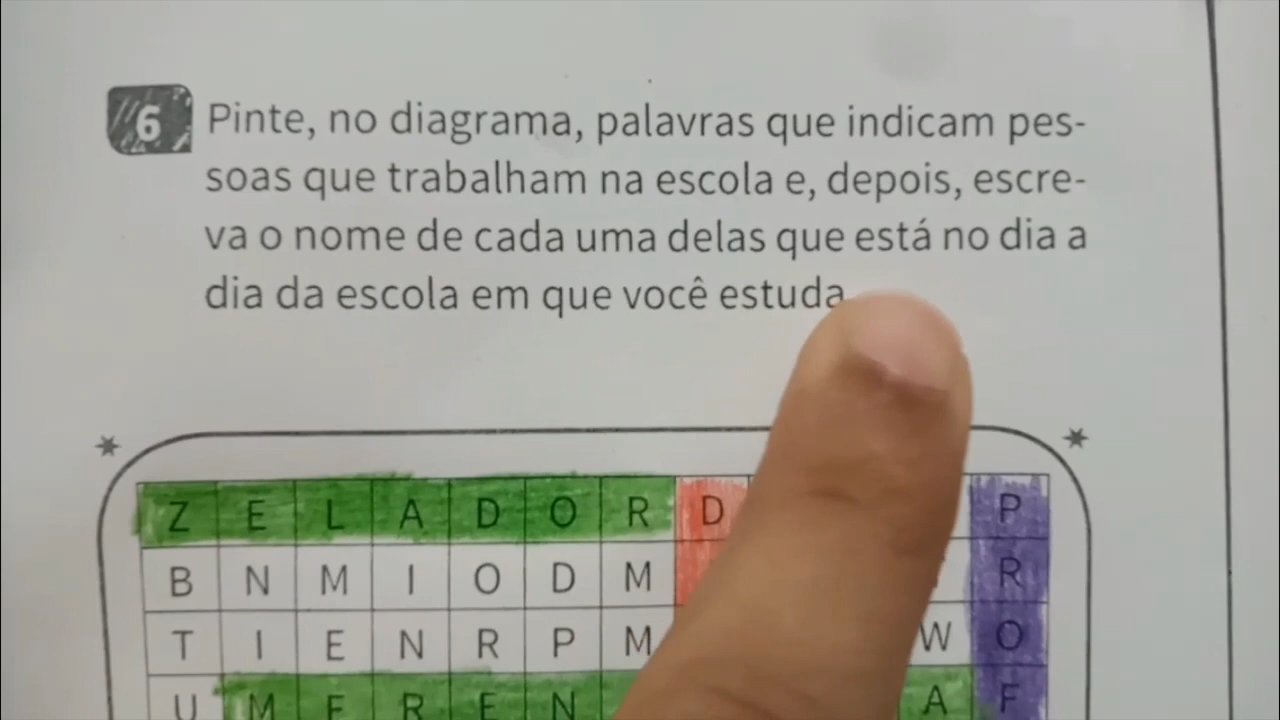 6 Pinte, no diagrama, palavras que indicam pes-
soas que trabalham na escola e, depois, escre-
va o nome de cada uma delas que está no dia a
dia da escola em que você estuda
Z E L A D O R D P
B N M I O D M R
T I E N R P M W O
U M E R E N A F